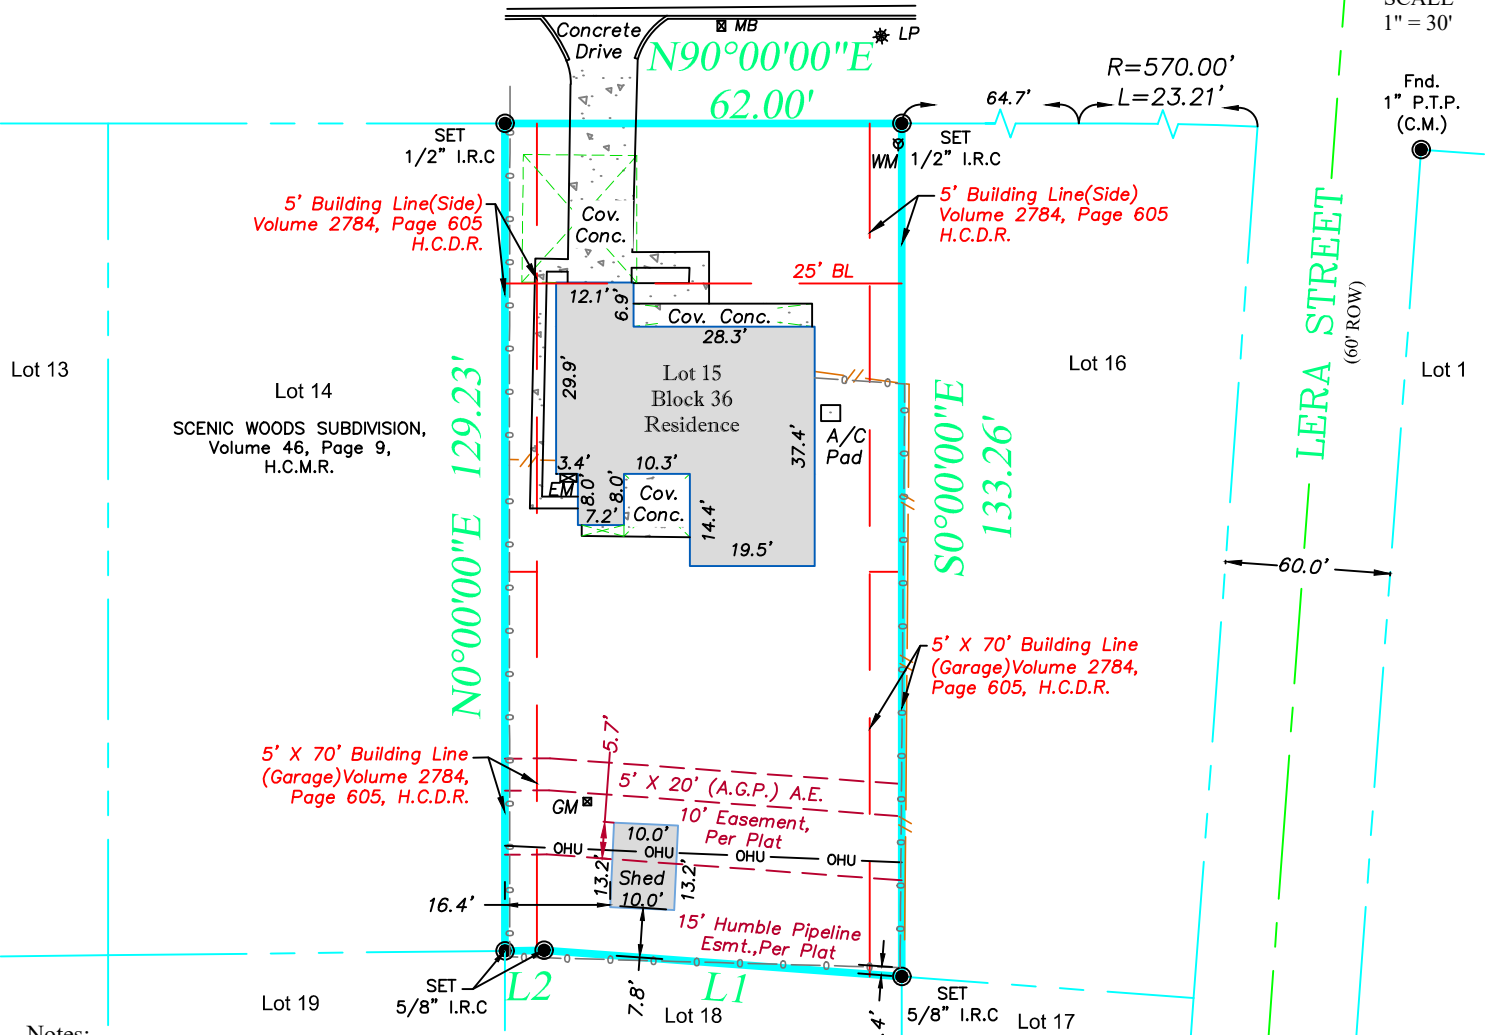 SCALE
1" = 30'
Concrete
Drive
MB
LP
N90°00'00"E
62.00'
R=570.00'
L=23.21'
64.7'
Fnd.
1" P.T.P.
(C.M.)
SET
1/2" I.R.C
SET
1/2" I.R.C
WM
5' Building Line(Side)
Volume 2784, Page 605
H.C.D.R.
5' Building Line(Side)
Volume 2784, Page 605
H.C.D.R.
Cov.
Conc.
25' BL
12.1'
6.9'
Cov. Conc.
28.3'
29.9'
Lot 15
Block 36
Residence
37.4'
A/C
Pad
Lot 13
Lot 14
SCENIC WOODS SUBDIVISION,
Volume 46, Page 9,
H.C.M.R.
N0°00'00"E 129.23'
S0°00'00"E
133.26'
Lot 16
LERA STREET
(60' ROW)
Lot 1
3.4'
EM
8.0'
8.0'
7.2'
10.3'
Cov.
Conc.
14.4'
19.5'
60.0'
5' X 70' Building Line
(Garage)Volume 2784,
Page 605, H.C.D.R.
5' X 70' Building Line
(Garage)Volume 2784,
Page 605, H.C.D.R.
5.7'
5' X 20' (A.G.P.) A.E.
GM
10' Easement,
Per Plat
10.0'
OHU
OHU
OHU
OHU
13.2'
Shed
13.2'
10.0'
16.4'
15' Humble Pipeline
Esmt.,Per Plat
7.8'
SET
5/8" I.R.C
L2
L1
SET
5/8" I.R.C
Lot 19
Lot 18
Lot 17
Notes: